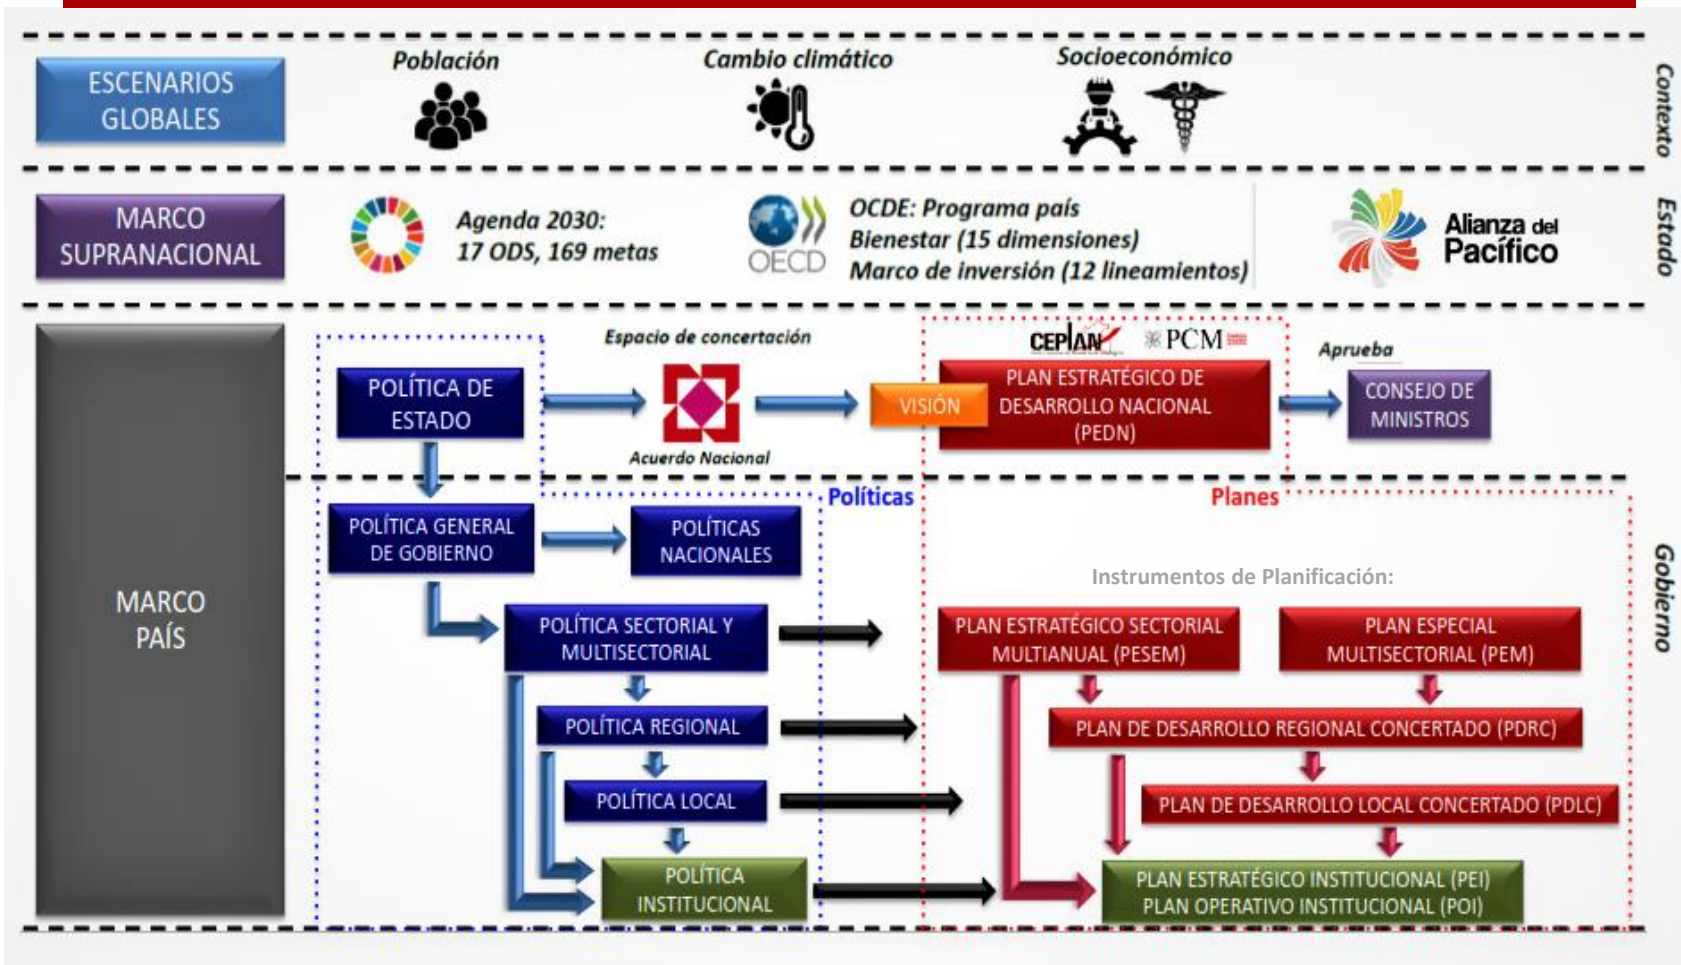 ESCENARIOS
GLOBALES
Población
Cambio climático
Socioeconómico
Contexto
MARCO
SUPRANACIONAL
Agenda 2030:
17 ODS, 169 metas
OECD
OCDE: Programa país
Bienestar (15 dimensiones)
Marco de inversión (12 lineamientos)
Alianza del
Pacífico
Estado
MARCO
PAÍS
POLÍTICA DE
ESTADO
Espacio de concertación
Acuerdo Nacional
VISIÓN
CEPLAN
PCM
PLAN ESTRATÉGICO DE
DESARROLLO NACIONAL
(PEDN)
Aprueba
CONSEJO DE
MINISTROS
Políticas
Planes
POLÍTICA GENERAL
DE GOBIERNO
POLÍTICAS
NACIONALES
Instrumentos de Planificación:
Gobierno
POLÍTICA SECTORIAL Y
MULTISECTORIAL
PLAN ESTRATÉGICO SECTORIAL
MULTIANUAL (PESEM)
PLAN ESPECIAL
MULTISECTORIAL (PEM)
POLÍTICA REGIONAL
PLAN DE DESARROLLO REGIONAL CONCERTADO (PDRC)
POLÍTICA LOCAL
PLAN DE DESARROLLO LOCAL CONCERTADO (PDLC)
POLÍTICA
INSTITUCIONAL
PLAN ESTRATÉGICO INSTITUCIONAL (PEI)
PLAN OPERATIVO INSTITUCIONAL (POI)